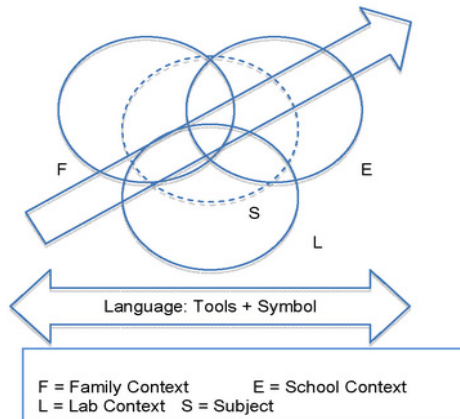 F
E
S
L
Language: Tools + Symbol
F = Family Context E = School Context
L = Lab Context S = Subject